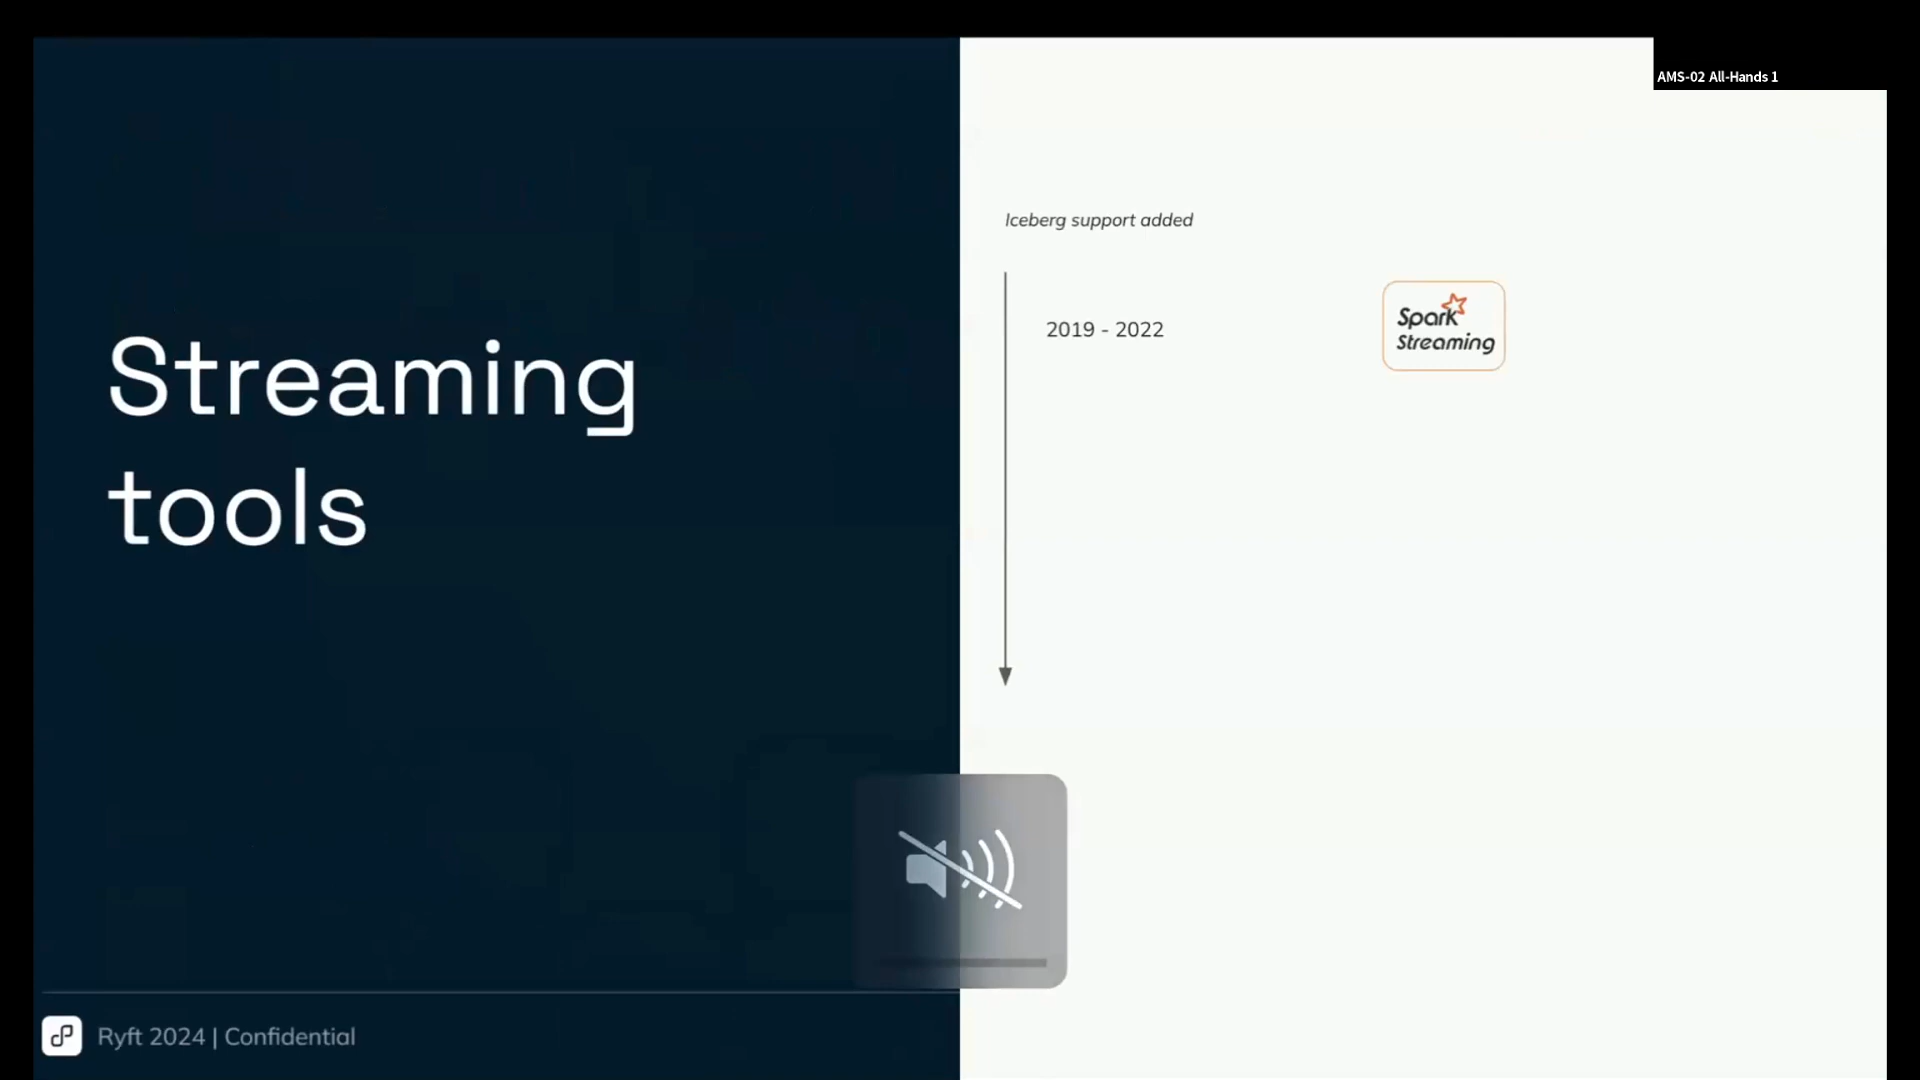 AMS-02 All-Hands 1
Streaming
tools
Iceberg support added
2019 - 2022
Spark
Streaming
Ryft 2024 | Confidential